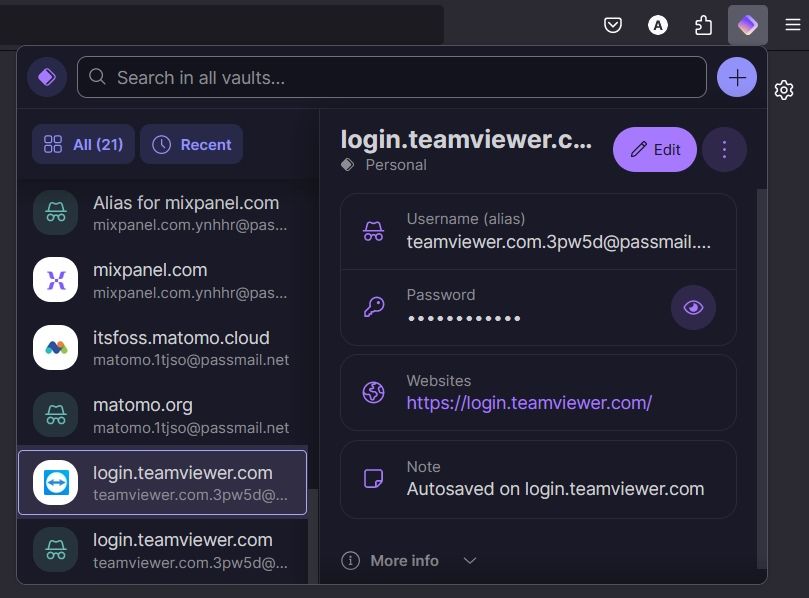 A
Search in all vaults...
All (21)
Recent
Alias for mixpanel.com
mixpanel.com.ynhhr@pas...
mixpanel.com
mixpanel.com.ynhhr@pas...
itsfoss.matomo.cloud
matomo.1tjso@passmail.net
matomo.org
matomo.1tjso@passmail.net
login.teamviewer.com
teamviewer.com.3pw5d@...
login.teamviewer.com
teamviewer.com.3pw5d@...
login.teamviewer.c...
Personal
Edit
Username (alias)
teamviewer.com.3pw5d@passmail....
Password
••••••••••••
Websites
https://login.teamviewer.com/
Note
Autosaved on login.teamviewer.com
More info